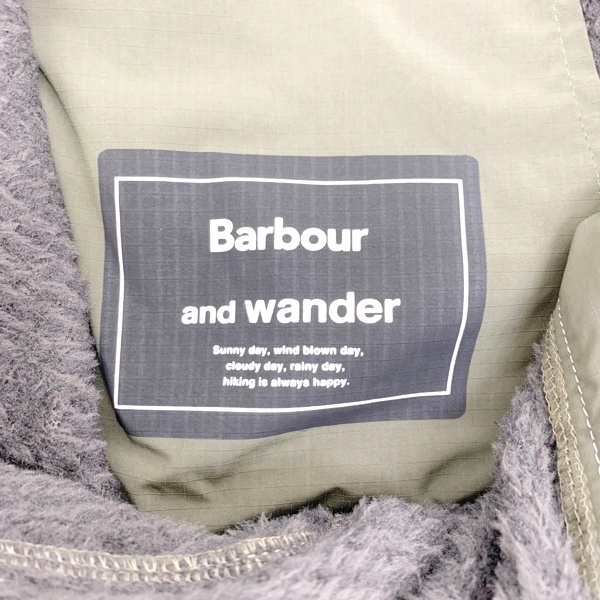 Barbour
and wander
Sunny day, wind blown day,
cloudy day, rainy day,
hiking is always happy.